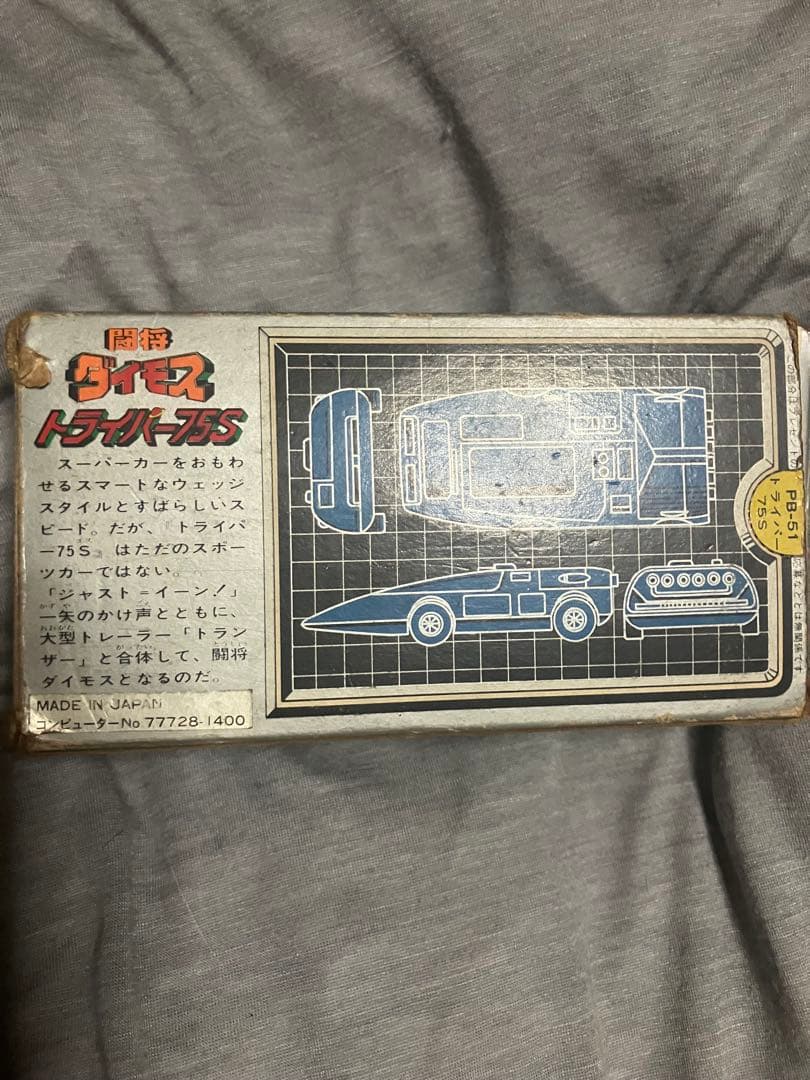 闘将
ダイモス
トライパー75S
スーパーカーをおもわ
せるスマートなウェッジ
スタイルとすばらしいス
ピード。だが、『トライパ
ー75S』はただのスポー
ツカーではない。
「ジャスト=イーン!」
一矢のかけ声とともに、
大型トレーラー「トラン
ザー」と合体して、闘将
ダイモスとなるのだ。
MADE IN JAPAN
コンピューターNo 77728-1400
PB-51
トライパー
75S